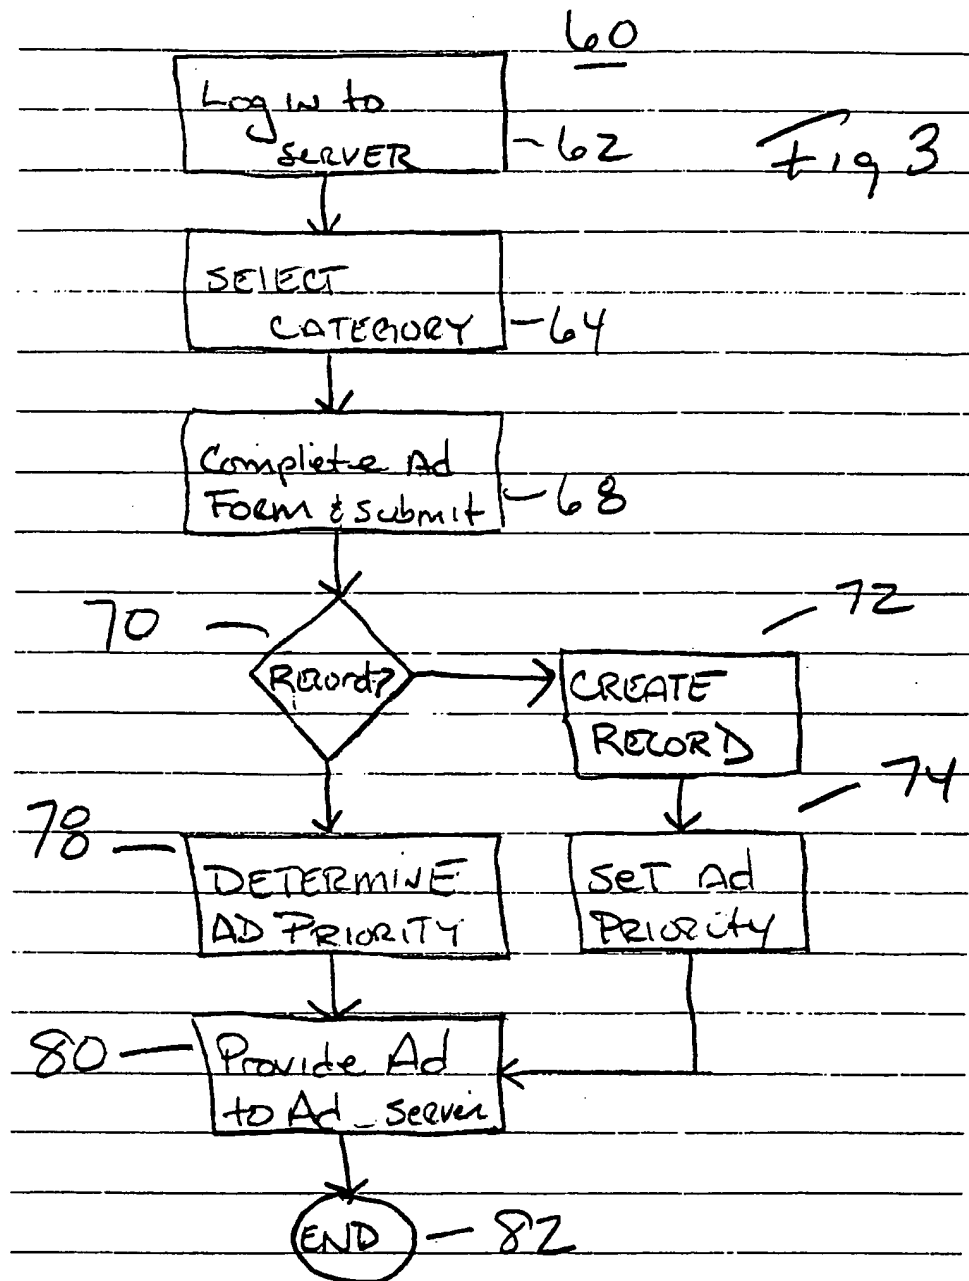 60
Log in to
SERVER
-62
Fig 3
SELECT
CATEGORY
-64
Complete Ad
Form & Submit
-68
70
Record?
72
CREATE
RECORD
74
78
DETERMINE
AD PRIORITY
Set Ad
Priority
80
Provide Ad
to Ad_Server
END
-82